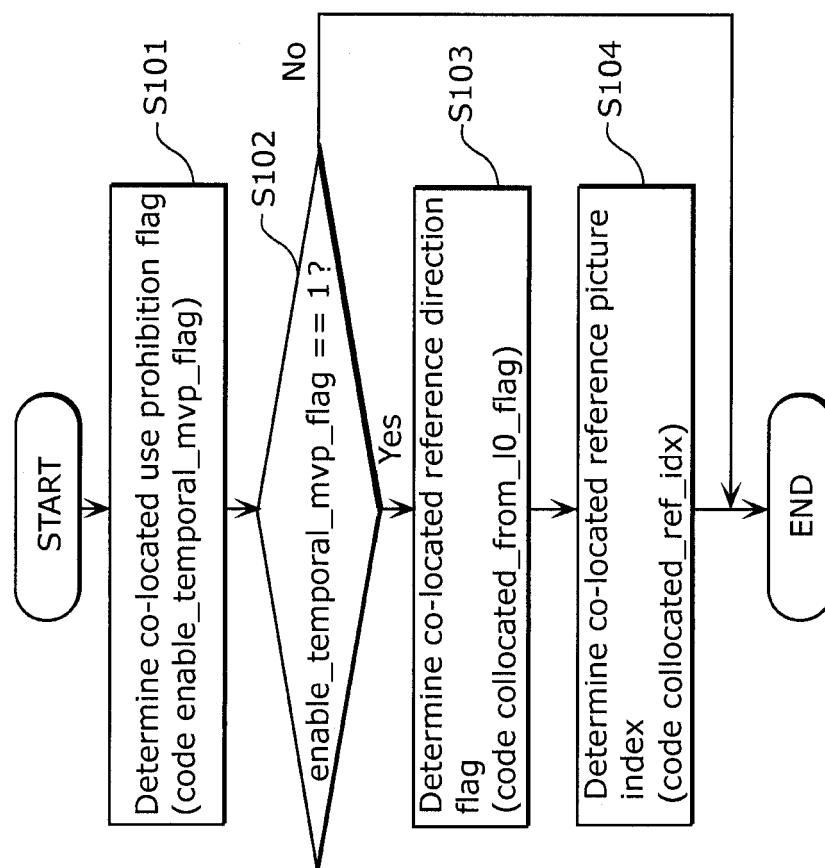 START
S101
Determine co-located use prohibition flag
(code enable_temporal_mvp_flag)
S102
enable_temporal_mvp_flag == 1?
No
Yes
S103
Determine co-located reference direction
flag
(code collocated_from_l0_flag)
S104
Determine co-located reference picture
index
(code collocated_ref_idx)
END